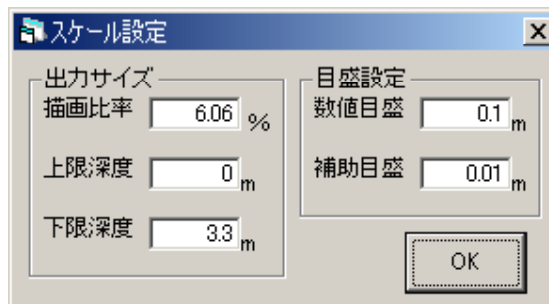 スケール設定
出力サイズ
描画比率 6.06 %
上限深度 0 m
下限深度 3.3 m
目盛設定
数値目盛 0.1 m
補助目盛 0.01 m
OK